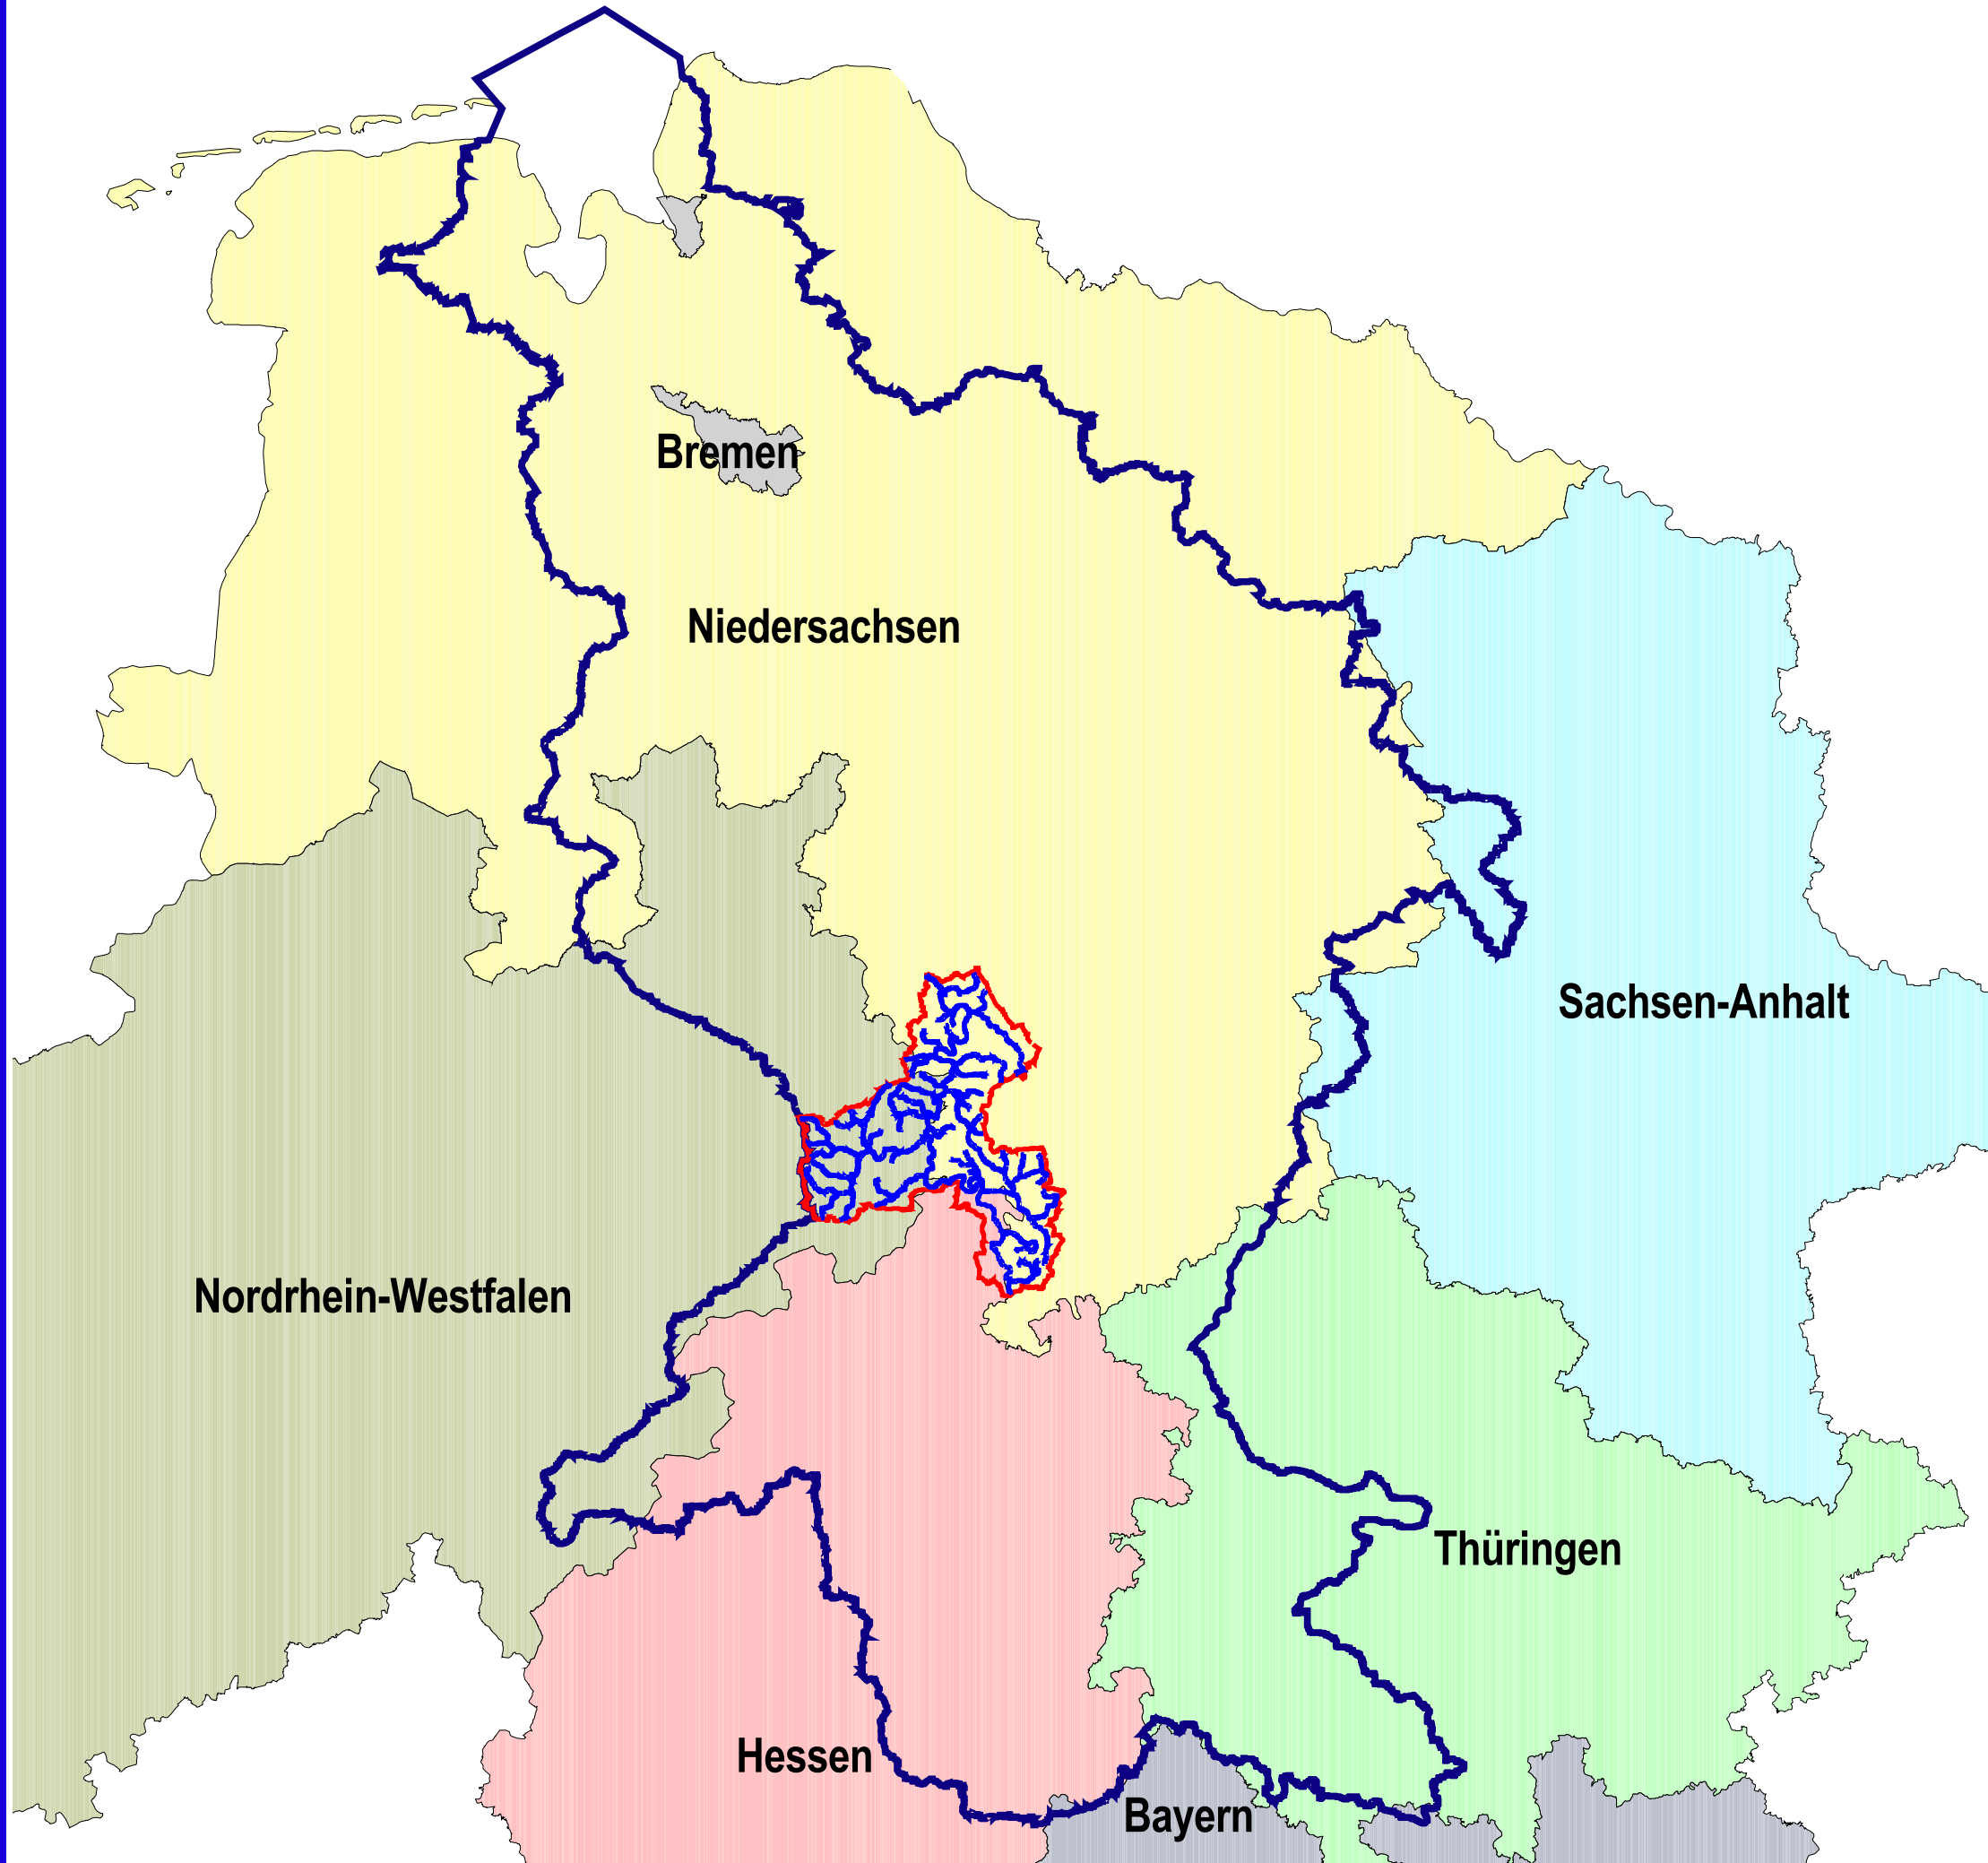 Bremen
Niedersachsen
Sachsen-Anhalt
Nordrhein-Westfalen
Thüringen
Hessen
Bayern